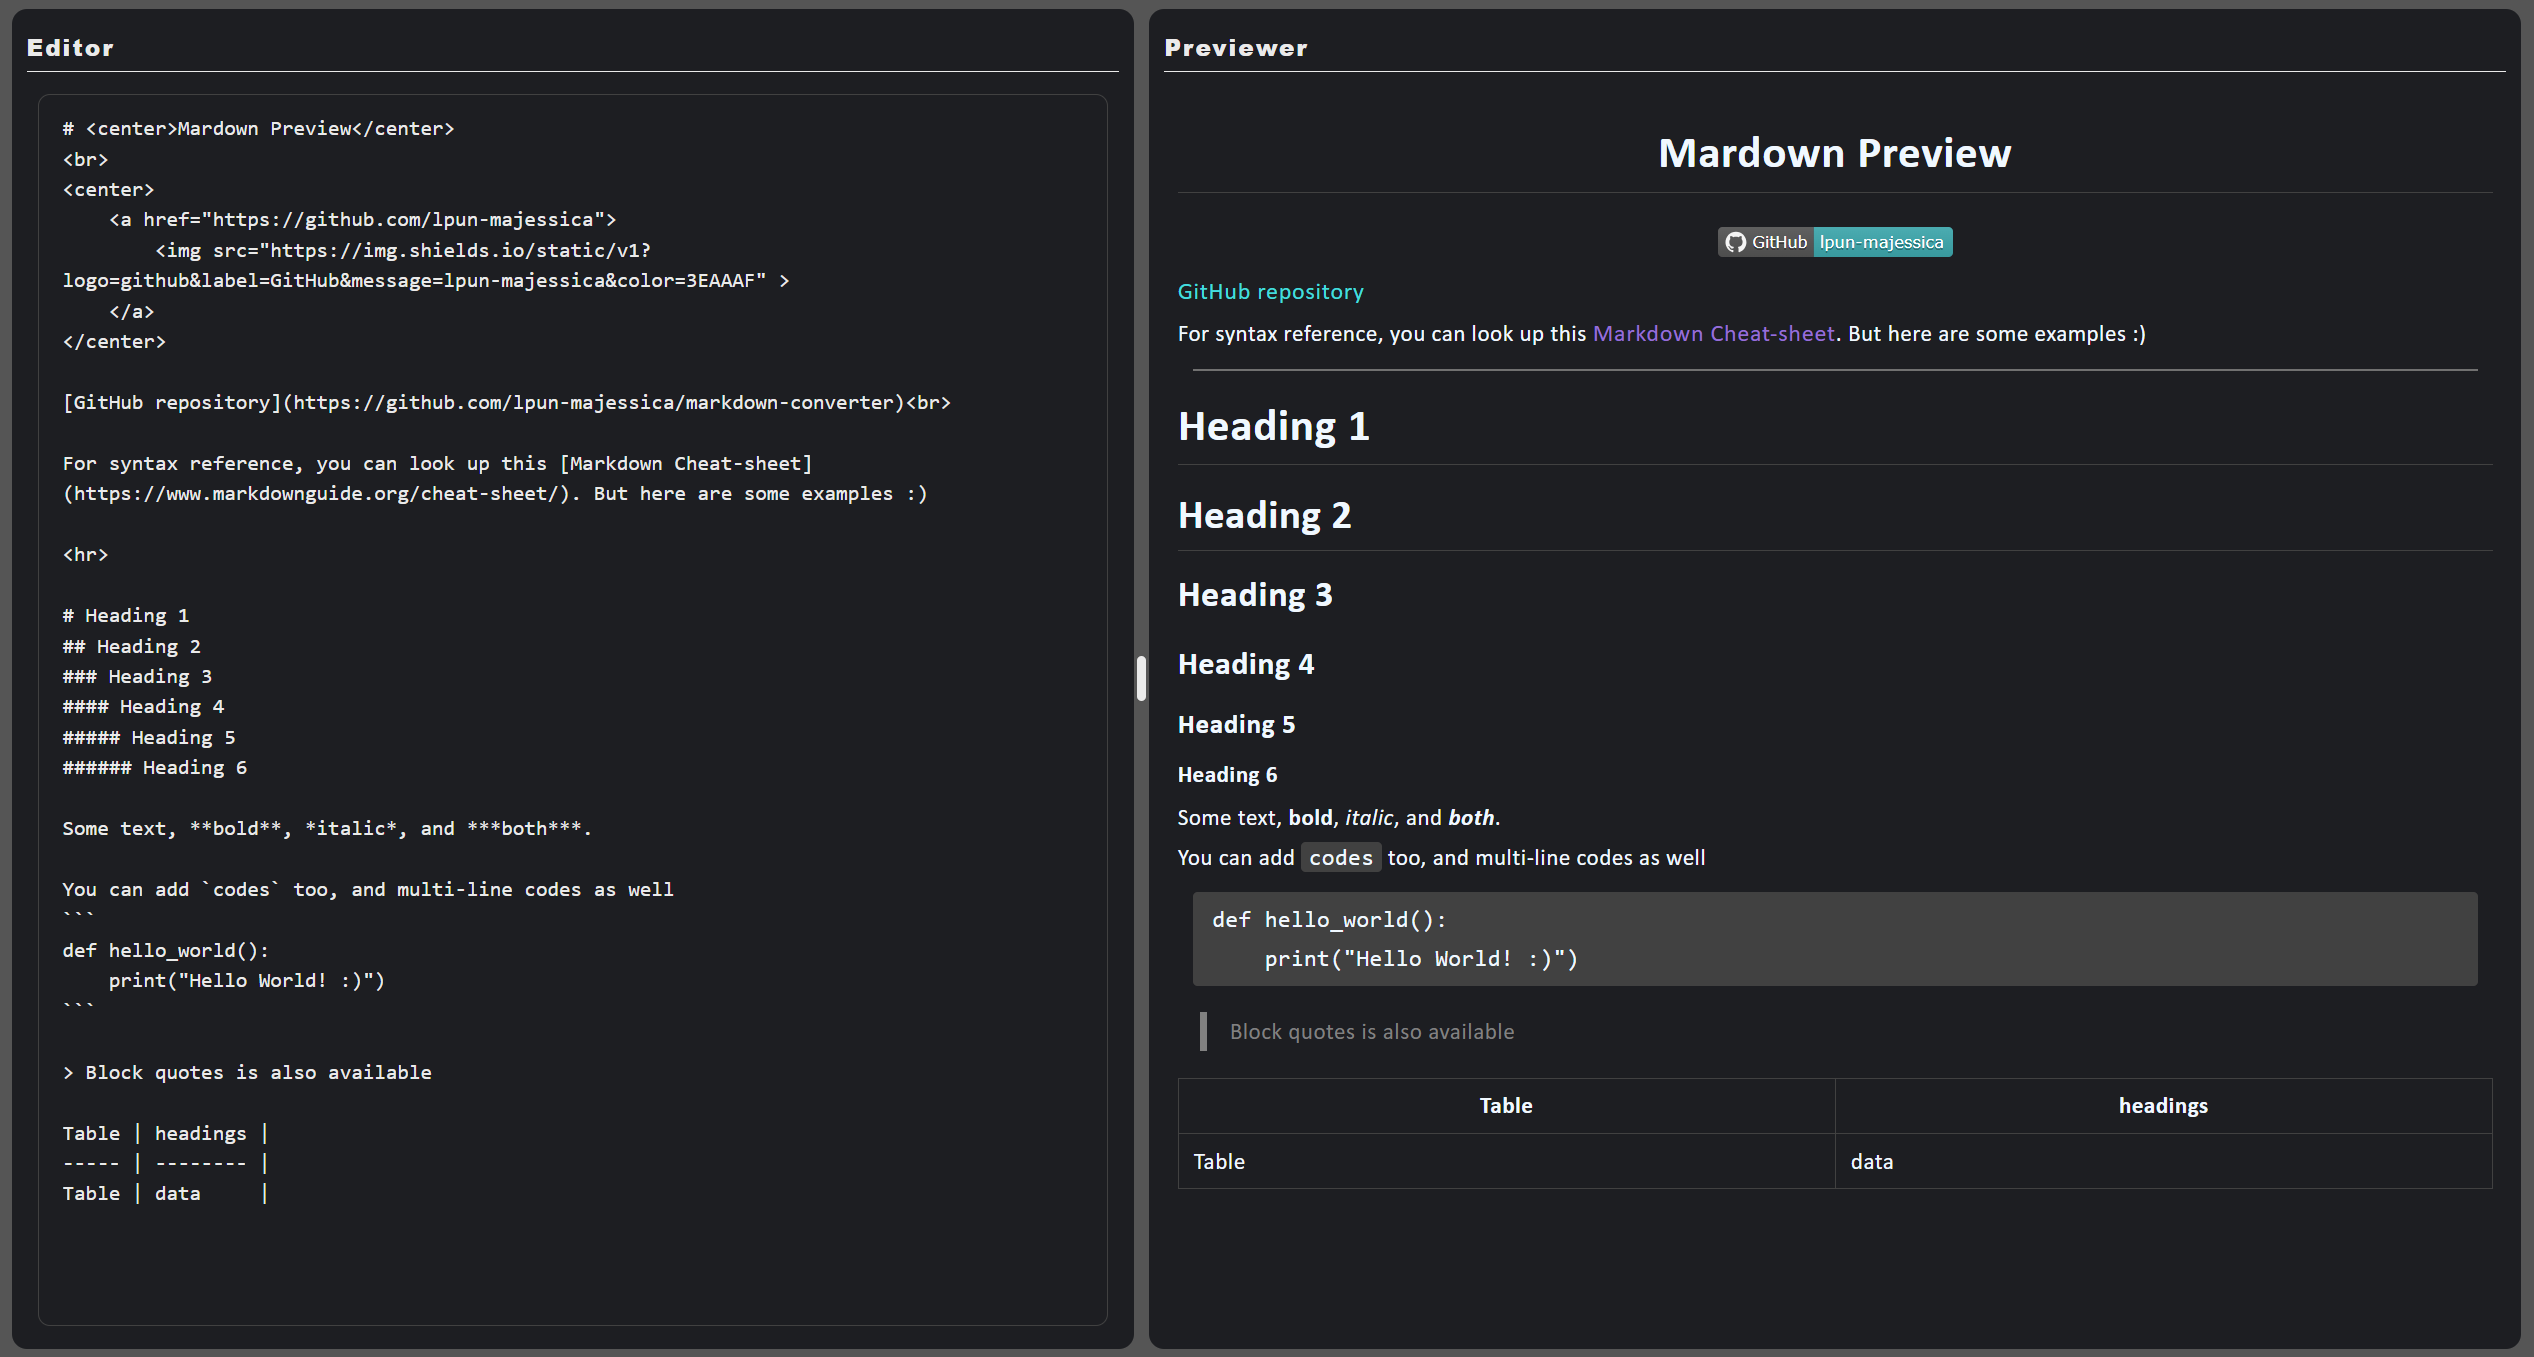 Editor
# <center>Mardown Preview</center>
<br>
<center>
    <a href="https://github.com/lpun-majessica">
        <img src="https://img.shields.io/static/v1?
logo=github&label=GitHub&message=lpun-majessica&color=3EAAAF" >
    </a>
</center>

[GitHub repository](https://github.com/lpun-majessica/markdown-converter)<br>

For syntax reference, you can look up this [Markdown Cheat-sheet]
(https://www.markdownguide.org/cheat-sheet/). But here are some examples :)

<hr>

# Heading 1
## Heading 2
### Heading 3
#### Heading 4
##### Heading 5
###### Heading 6

Some text, **bold**, *italic*, and ***both***.

You can add `codes` too, and multi-line codes as well
```
def hello_world():
    print("Hello World! :)")
```

> Block quotes is also available

Table | headings |
----- | -------- |
Table | data     |
Previewer
Mardown Preview
GitHub lpun-majessica
GitHub repository
For syntax reference, you can look up this Markdown Cheat-sheet. But here are some examples :)
Heading 1
Heading 2
Heading 3
Heading 4
Heading 5
Heading 6
Some text, bold, italic, and both.
You can add codes too, and multi-line codes as well
def hello_world():
    print("Hello World! :)")
Block quotes is also available
Table headings
Table data